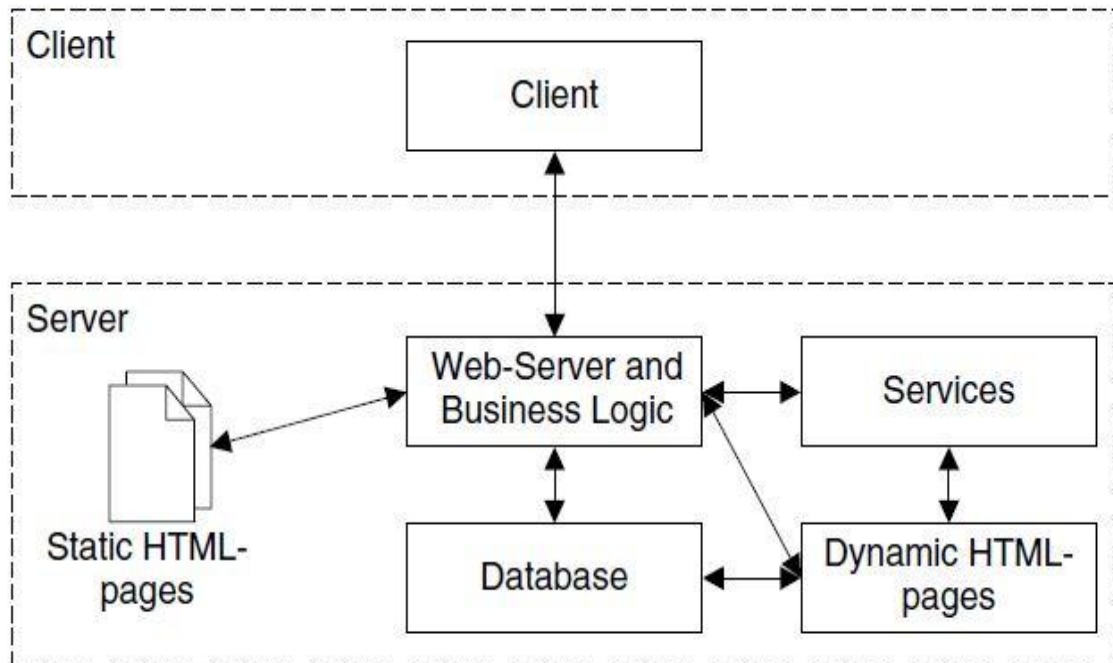 Client
Client
Server
Web-Server and
Business Logic
Services
Static HTML-
pages
Database
Dynamic HTML-
pages